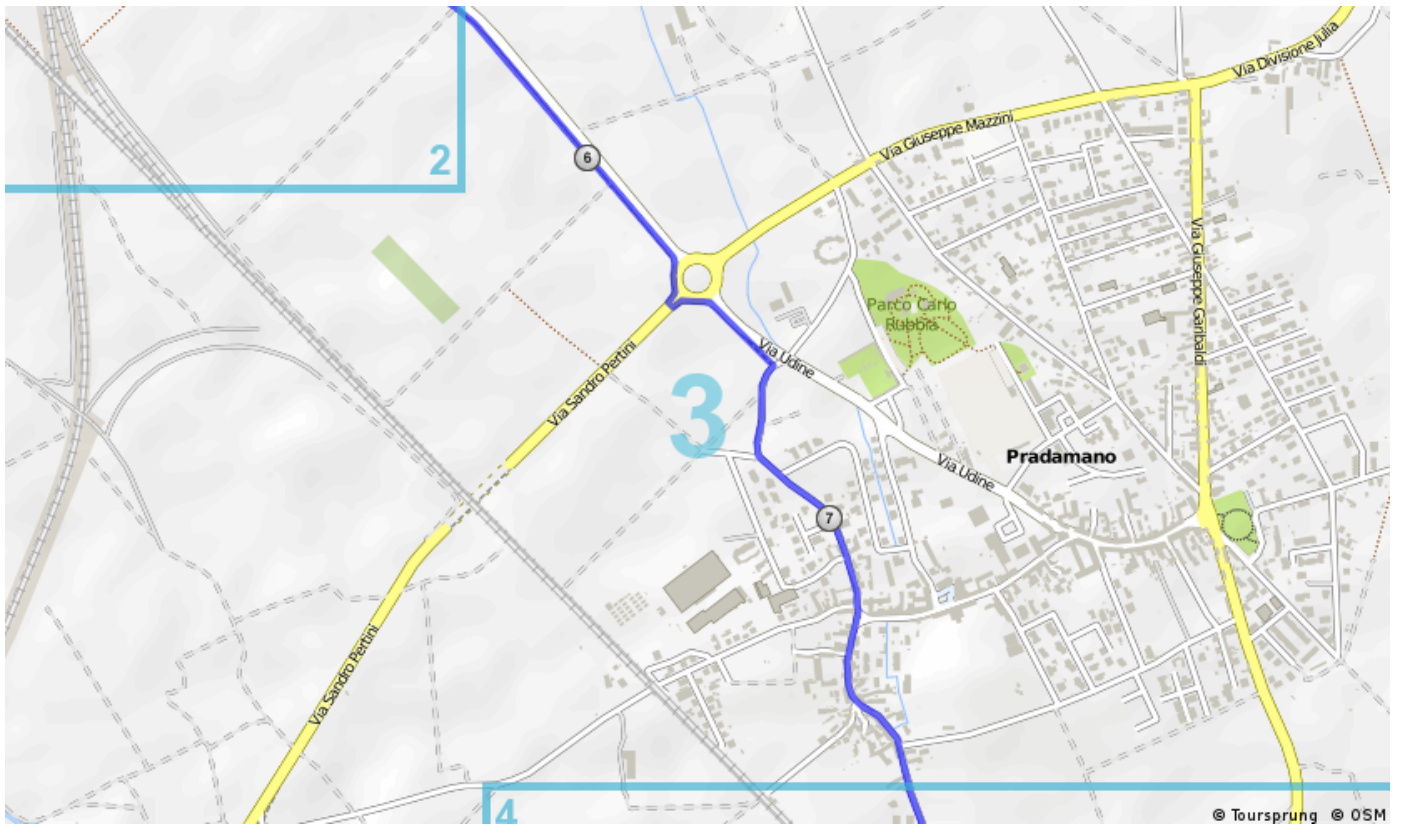 Via Divisione Julia
Via Giuseppe Mazzini
2
6
Via Giuseppe Garibaldi
Parco Carlo
Rubbia
Via Udine
Via Sandro Pertini
3
Pradamano
Via Udine
7
Via Sandro Pertini
4
© Toursprung © OSM